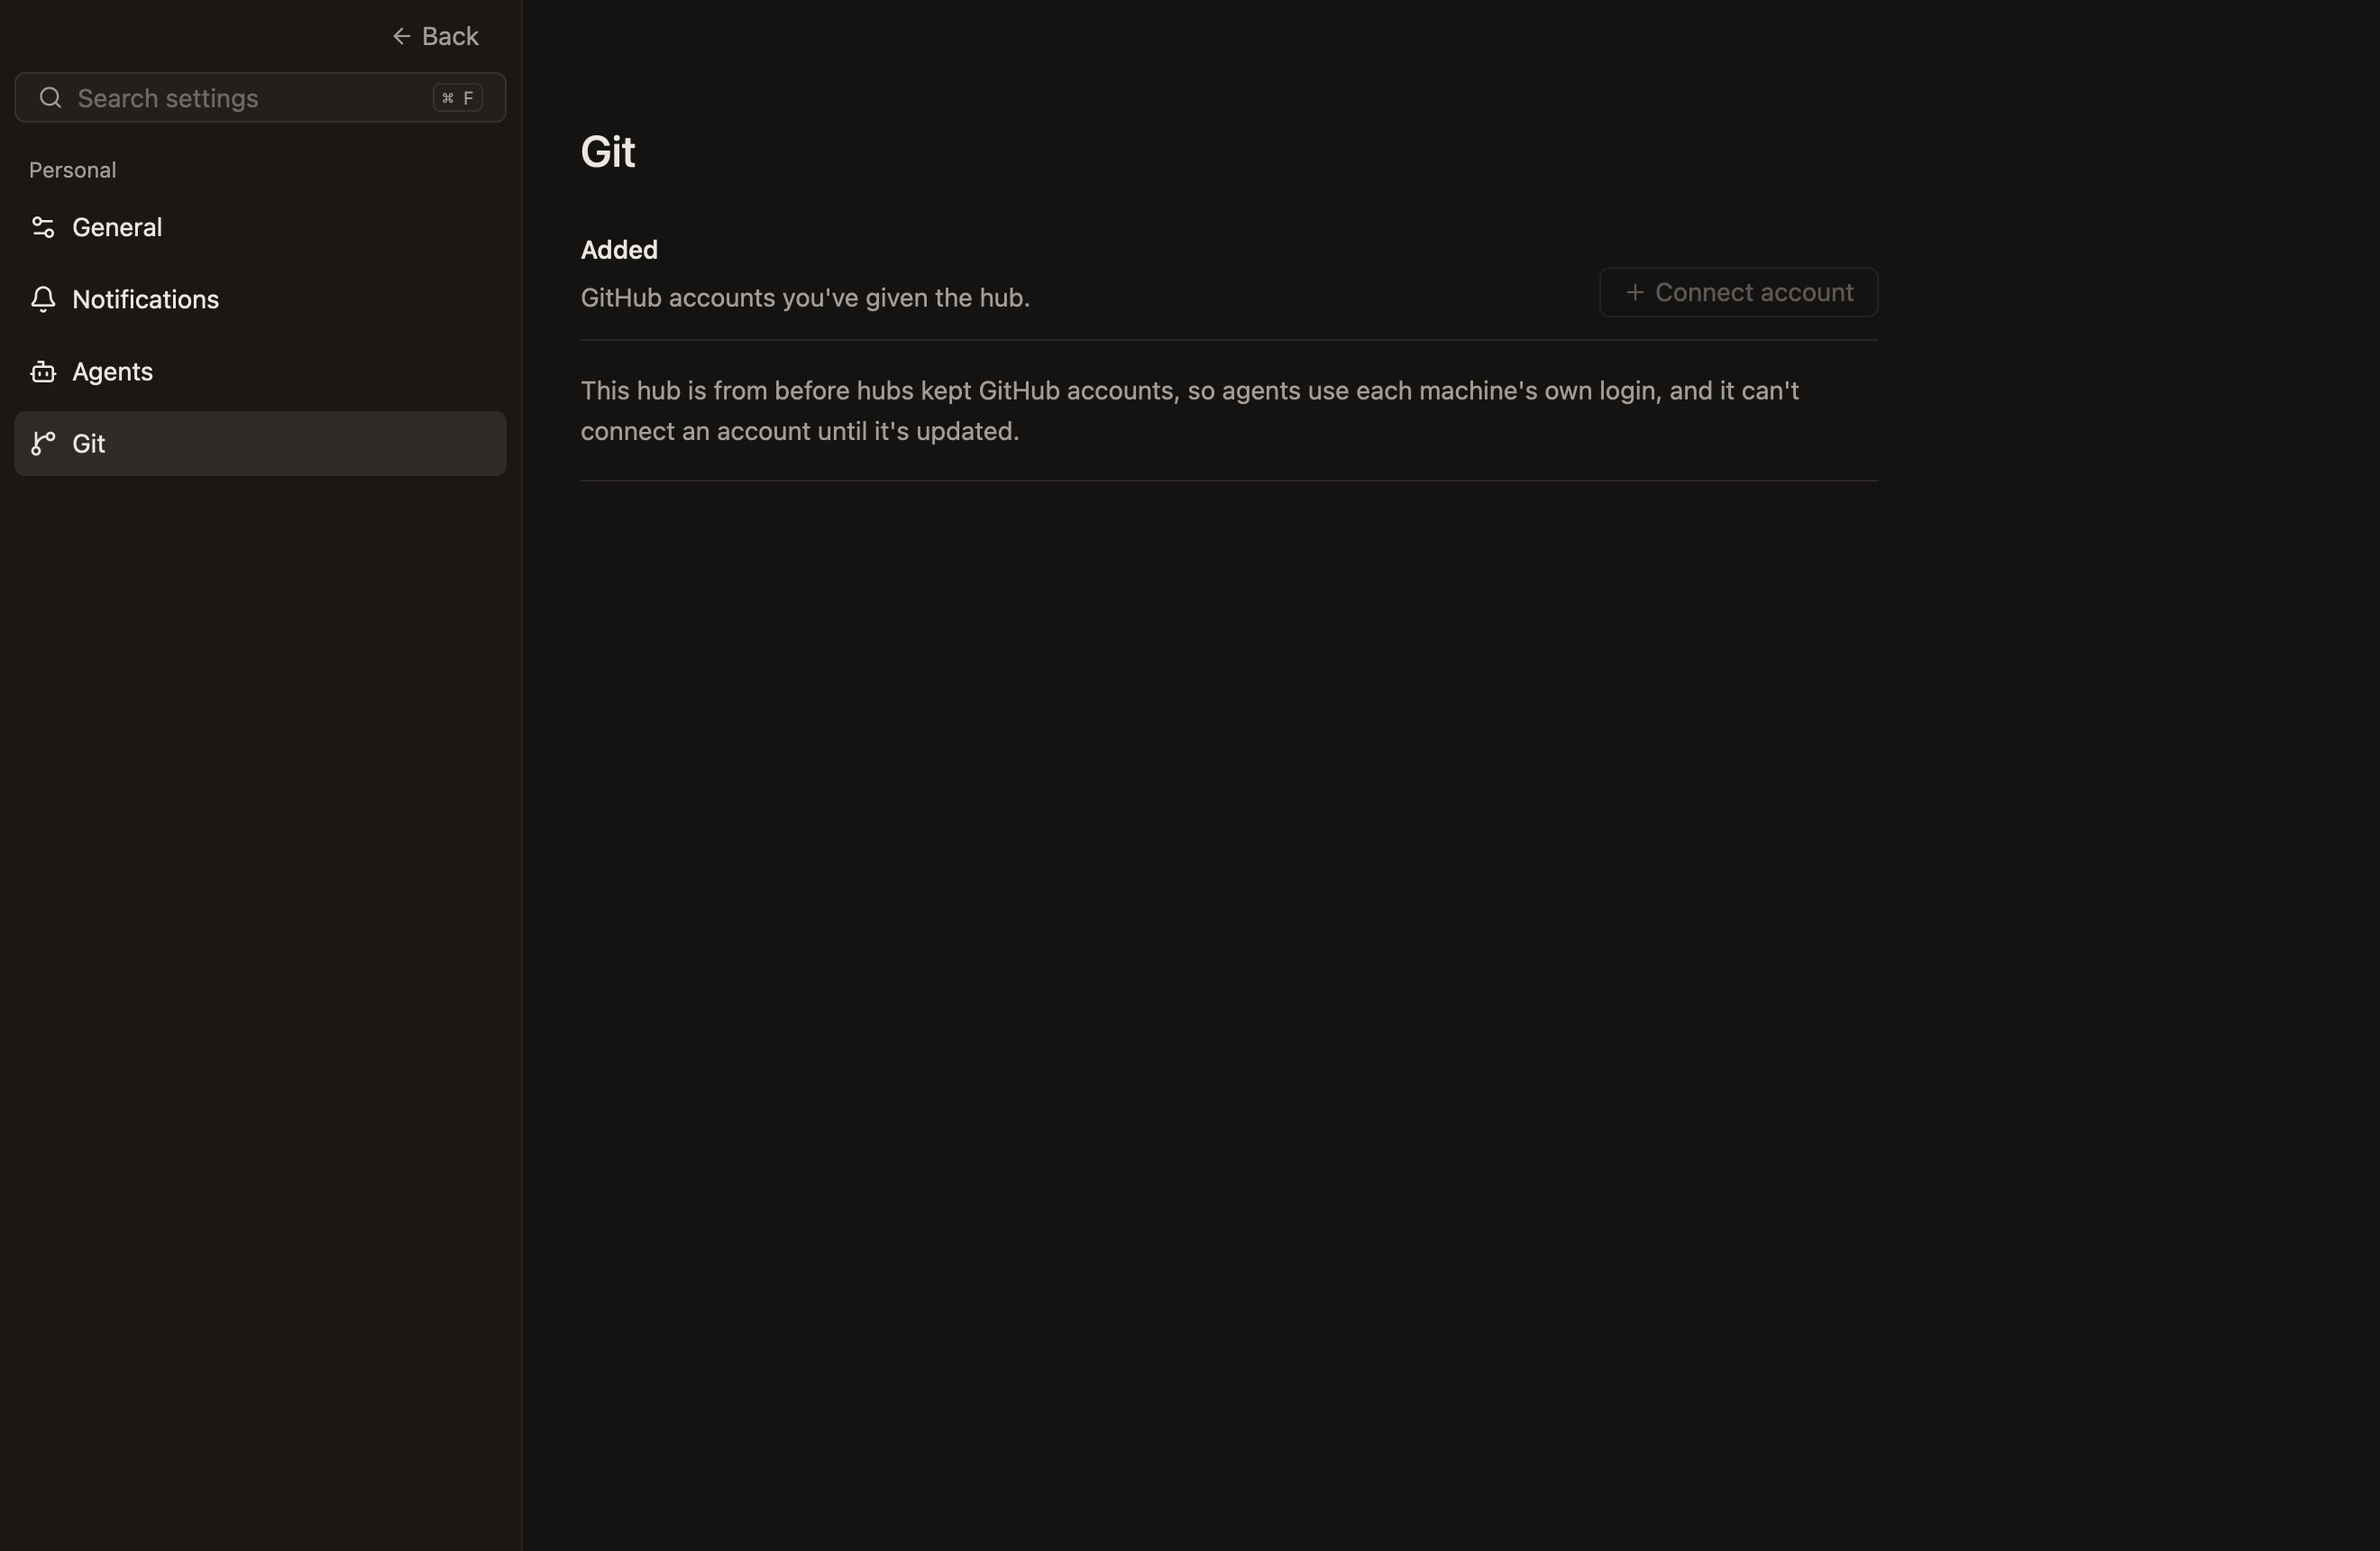 Back
Search settings
⌘ F
Personal
General
Notifications
Agents
Git
Git
Added
GitHub accounts you've given the hub.
Connect account
This hub is from before hubs kept GitHub accounts, so agents use each machine's own login, and it can't
connect an account until it's updated.